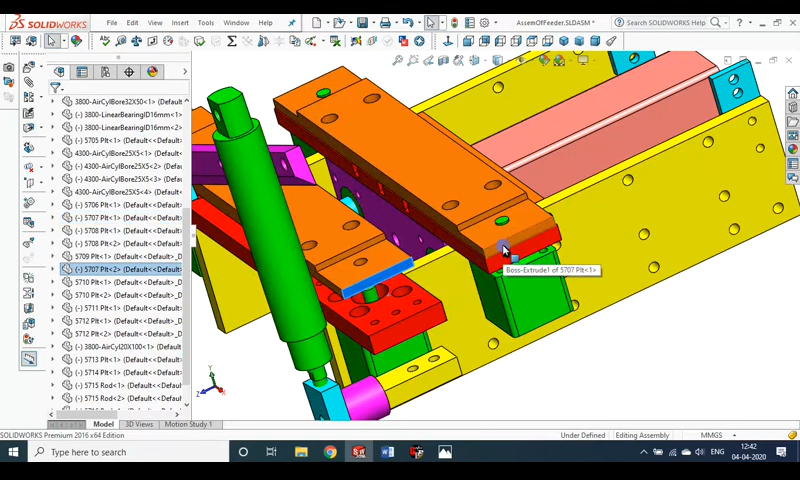 SOLIDWORKS
File Edit View Insert Tools Window Help
AssemOfFeeder.SLDASM *
Search SOLIDWORKS Help
3800-AirCylBore32X50<1> (Default
(-) 3800-LinearBearingID16mm<1> (
(-) 3800-LinearBearingID16mm<2> (
(-) 5705 Plt<1> (Default<<Default>_
4300-AirCylBore25X5<1> (Default<
4300-AirCylBore25X5<2> (Default<
4300-AirCylBore25X5<3> (Default<
4300-AirCylBore25X5<4> (Default<
(-) 5706 Plt<1> (Default<<Default>_
(-) 5707 Plt<1> (Default<<Default>_
(-) 5708 Plt<1> (Default<<Default>_
(-) 5708 Plt<2> (Default<<Default>_
5709 Plt<1> (Default<<Default>_D
(-) 5707 Plt<2> (Default<<Default>_
5710 Plt<1> (Default<<Default>_D
5710 Plt<2> (Default<<Default>_D
(-) 5711 Plt<1> (Default<<Default>_
(-) 5712 Plt<1> (Default<<Default>_
(-) 5712 Plt<2> (Default<<Default>_
(-) 3800-AirCyl20X100<1> (Default
(-) 5713 Plt<1> (Default<<Default>_
(-) 5714 Plt<1> (Default<<Default>_
(-) 5715 Rod<1> (Default<<Default
(-) 5715 Rod<2> (Default<<Default
Boss-Extrude1 of 5707 Plt<1>
Model 3D Views Motion Study 1
SOLIDWORKS Premium 2016 x64 Edition
Under Defined Editing Assembly MMGS
Type here to search
ENG
12:42
04-04-2020